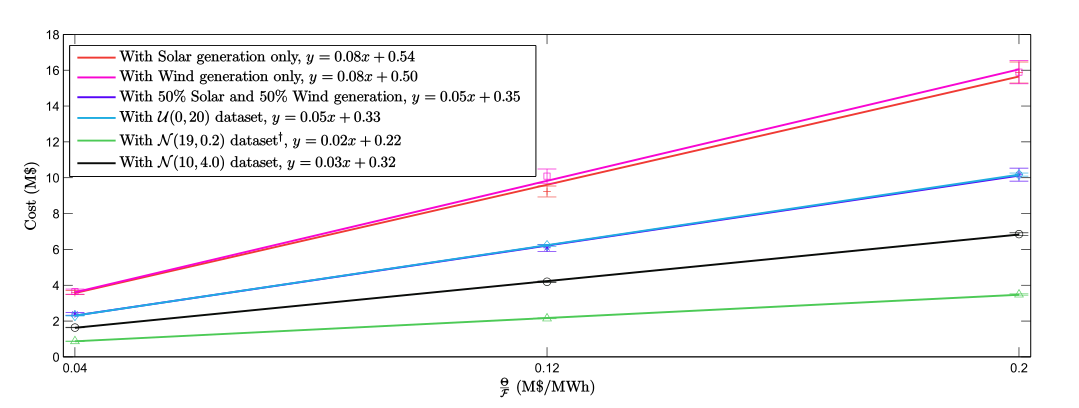 18
16
14
12
10
8
6
4
2
0
Cost (M$)
With Solar generation only, y = 0.08x + 0.54
With Wind generation only, y = 0.08x + 0.50
With 50% Solar and 50% Wind generation, y = 0.05x + 0.35
With 𝒰(0, 20) dataset, y = 0.05x + 0.33
With 𝒩(19, 0.2) dataset†, y = 0.02x + 0.22
With 𝒩(10, 4.0) dataset, y = 0.03x + 0.32
0.04 0.12 0.2
Θ/ℱ (M$/MWh)